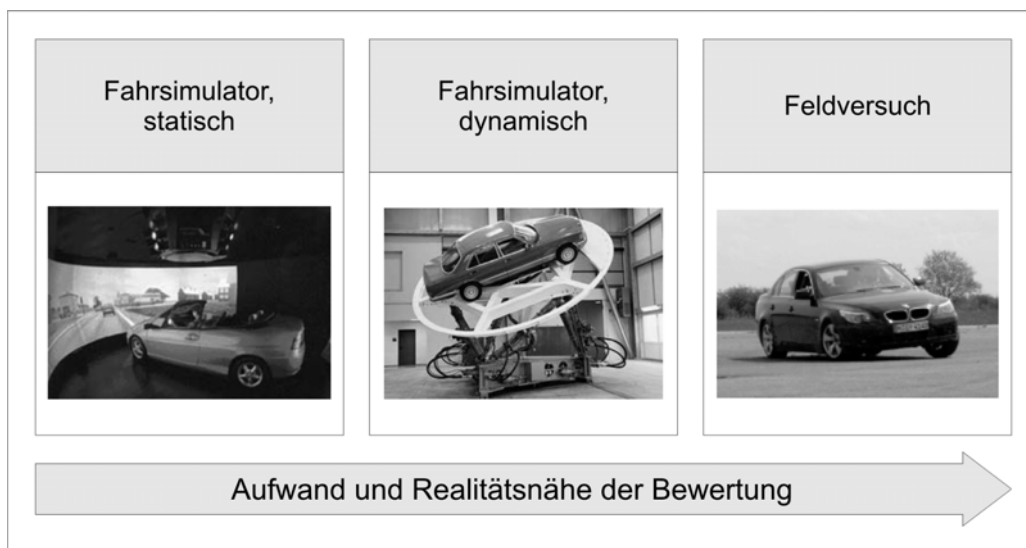 Fahrsimulator,
statisch
Fahrsimulator,
dynamisch
Feldversuch
Aufwand und Realitätsnähe der Bewertung